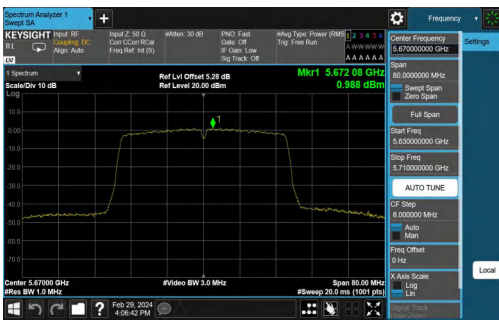 Spectrum Analyzer 1
Swept SA
Frequency
KEYSIGHT
Input: RF
Coupling: DC
Align: Auto
Input Z: 50 Ω
Corr CCorr RCal
Freq Ref: Int (S)
#Atten: 30 dB
PNO: Fast
Gate: Off
IF Gain: Low
Sig Track: Off
#Avg Type: Power (RMS
Trig: Free Run
1 2 3 4 5 6
A W W W W W
A A A A A A
1 Spectrum
Scale/Div 10 dB
Ref Lvl Offset 5.28 dB
Ref Level 20.00 dBm
Mkr1 5.672 08 GHz
0.988 dBm
Log
10.0
0.00
-10.0
-20.0
-30.0
-40.0
-50.0
-60.0
-70.0
1
Center 5.67000 GHz
#Res BW 1.0 MHz
#Video BW 3.0 MHz
Span 80.00 MHz
#Sweep 20.0 ms (1001 pts)
Feb 29, 2024
4:06:42 PM
Center Frequency
5.670000000 GHz
Span
80.0000000 MHz
Swept Span
Zero Span
Full Span
Start Freq
5.630000000 GHz
Stop Freq
5.710000000 GHz
AUTO TUNE
CF Step
8.000000 MHz
Auto
Man
Freq Offset
0 Hz
X Axis Scale
Log
Lin
Signal Track
Settings
Local